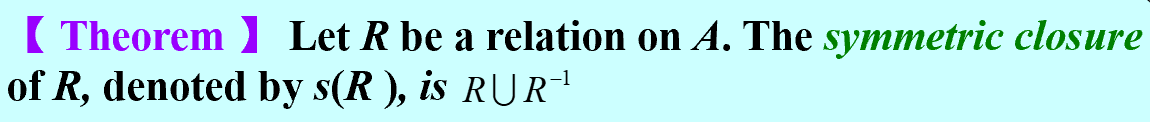 【 Theorem 】 Let R be a relation on A. The symmetric closure
of R, denoted by s(R ), is R⋃R⁻¹